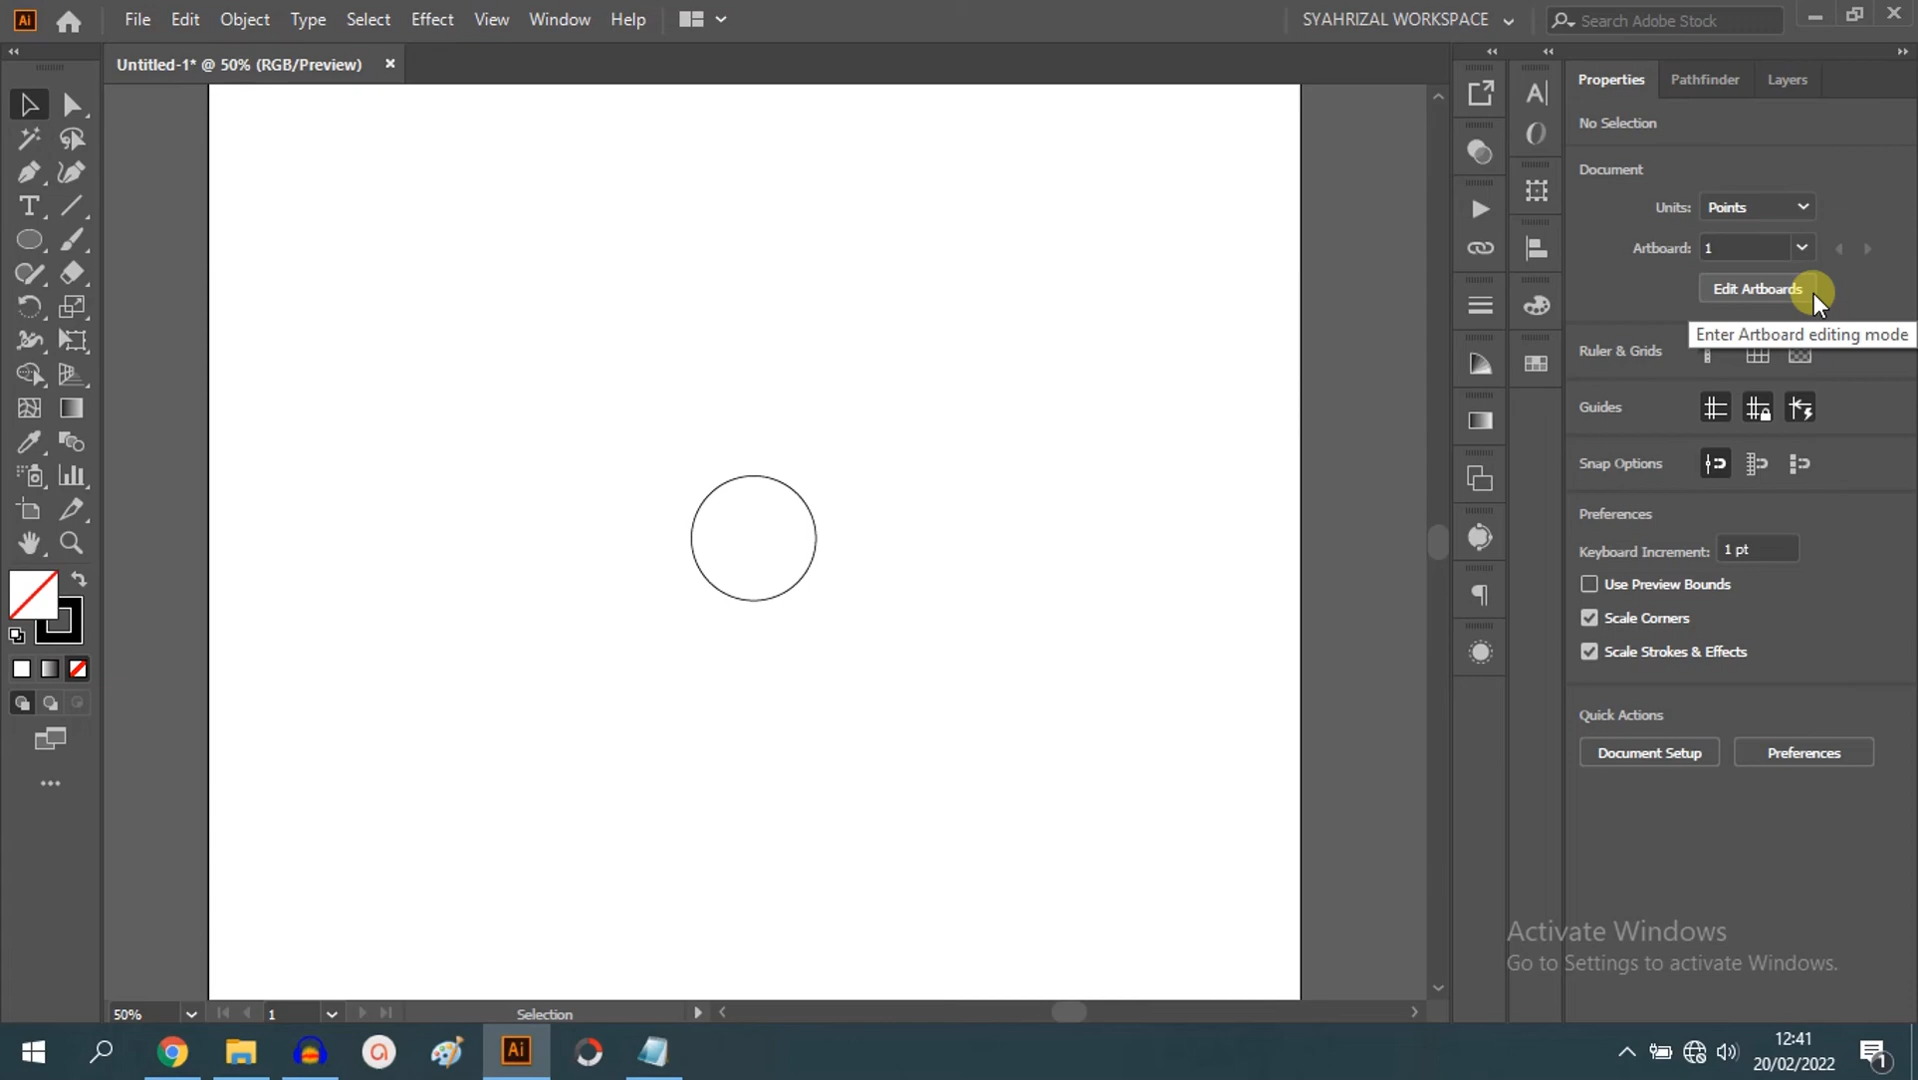 Ai File Edit Object Type Select Effect View Window Help SYAHRIZAL WORKSPACE Search Adobe Stock
Untitled-1* @ 50% (RGB/Preview)
Properties Pathfinder Layers
No Selection
Document
Units: Points
Artboard: 1
Edit Artboards
Enter Artboard editing mode
Ruler & Grids
Guides
Snap Options
Preferences
Keyboard Increment: 1 pt
Use Preview Bounds
Scale Corners
Scale Strokes & Effects
Quick Actions
Document Setup Preferences
Activate Windows
Go to Settings to activate Windows.
50% 1 Selection
Ai
12:41
20/02/2022
1